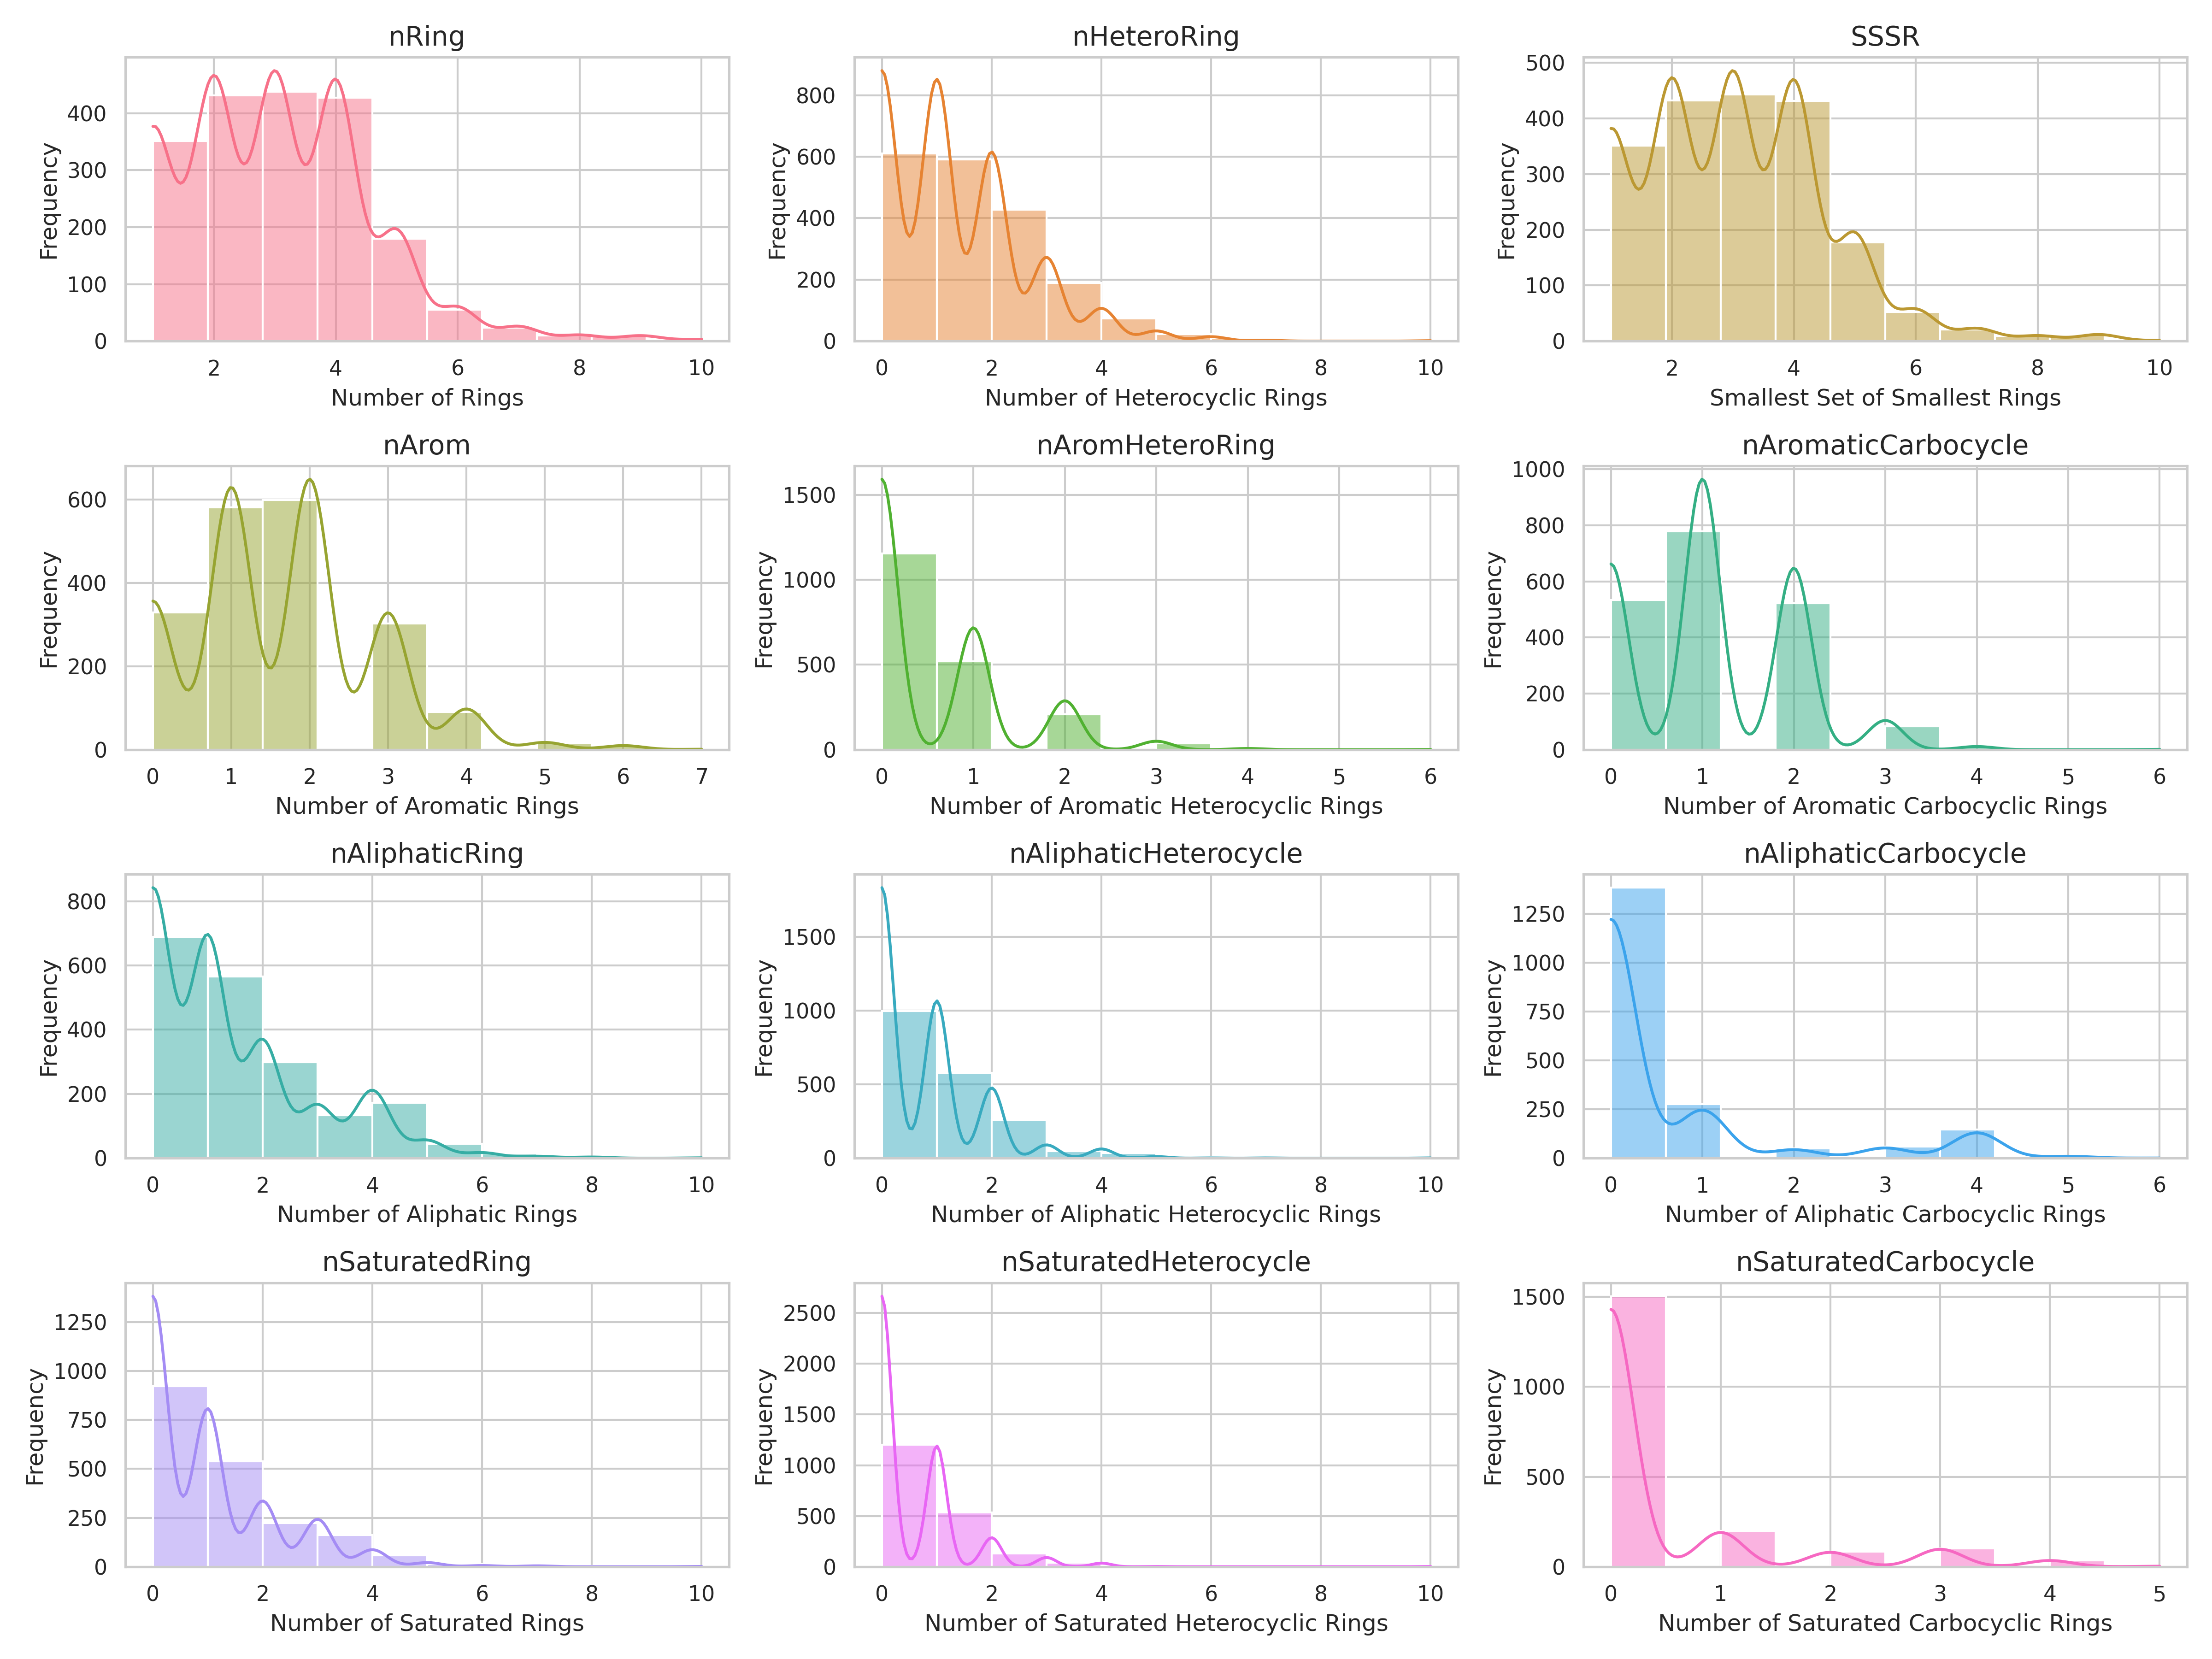 nRing
Frequency
400
300
200
100
0
2 4 6 8 10
Number of Rings
nHeteroRing
Frequency
800
600
400
200
0
0 2 4 6 8 10
Number of Heterocyclic Rings
SSSR
Frequency
500
400
300
200
100
0
2 4 6 8 10
Smallest Set of Smallest Rings
nArom
Frequency
600
400
200
0
0 1 2 3 4 5 6 7
Number of Aromatic Rings
nAromHeteroRing
Frequency
1500
1000
500
0
0 1 2 3 4 5 6
Number of Aromatic Heterocyclic Rings
nAromaticCarbocycle
Frequency
1000
800
600
400
200
0
0 1 2 3 4 5 6
Number of Aromatic Carbocyclic Rings
nAliphaticRing
Frequency
800
600
400
200
0
0 2 4 6 8 10
Number of Aliphatic Rings
nAliphaticHeterocycle
Frequency
1500
1000
500
0
0 2 4 6 8 10
Number of Aliphatic Heterocyclic Rings
nAliphaticCarbocycle
Frequency
1250
1000
750
500
250
0
0 1 2 3 4 5 6
Number of Aliphatic Carbocyclic Rings
nSaturatedRing
Frequency
1250
1000
750
500
250
0
0 2 4 6 8 10
Number of Saturated Rings
nSaturatedHeterocycle
Frequency
2500
2000
1500
1000
500
0
0 2 4 6 8 10
Number of Saturated Heterocyclic Rings
nSaturatedCarbocycle
Frequency
1500
1000
500
0
0 1 2 3 4 5
Number of Saturated Carbocyclic Rings